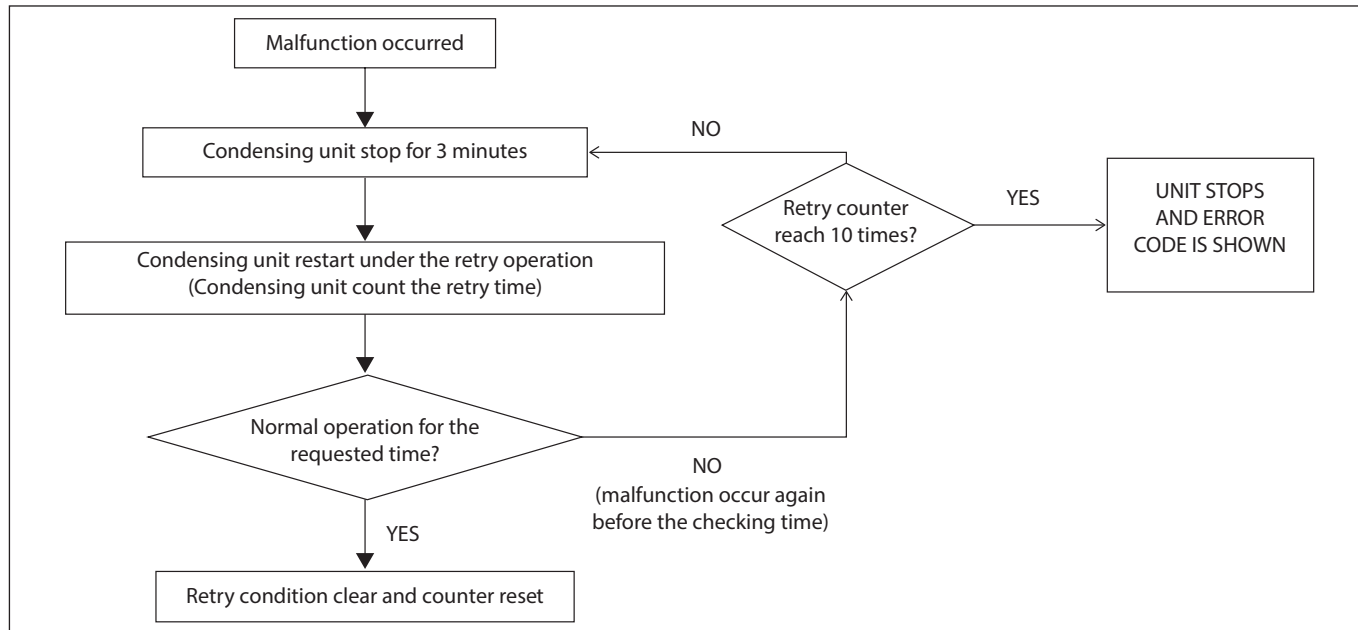 Malfunction occurred
Condensing unit stop for 3 minutes
NO
Retry counter
reach 10 times?
YES
UNIT STOPS
AND ERROR
CODE IS SHOWN
Condensing unit restart under the retry operation
(Condensing unit count the retry time)
Normal operation for the
requested time?
NO
(malfunction occur again
before the checking time)
YES
Retry condition clear and counter reset